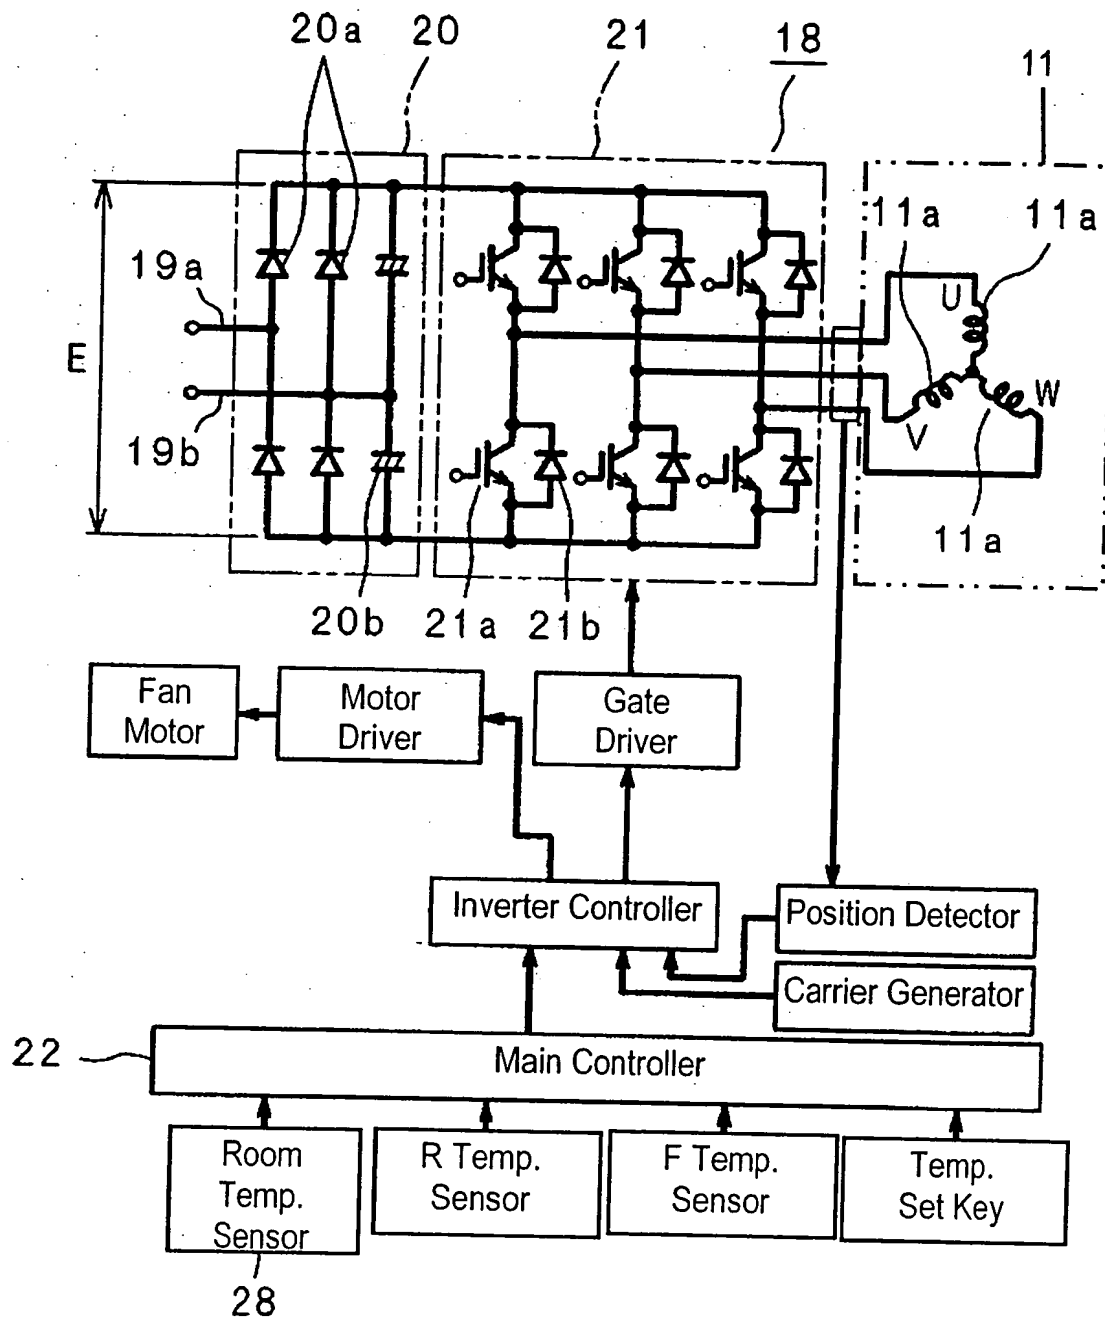 20a
20
21
18
11
11a
11a
19a
U
E
W
19b
V
11a
20b
21a
21b
Fan
Motor
Motor
Driver
Gate
Driver
Inverter Controller
Position Detector
Carrier Generator
22
Main Controller
Room
Temp.
Sensor
R Temp.
Sensor
F Temp.
Sensor
Temp.
Set Key
28